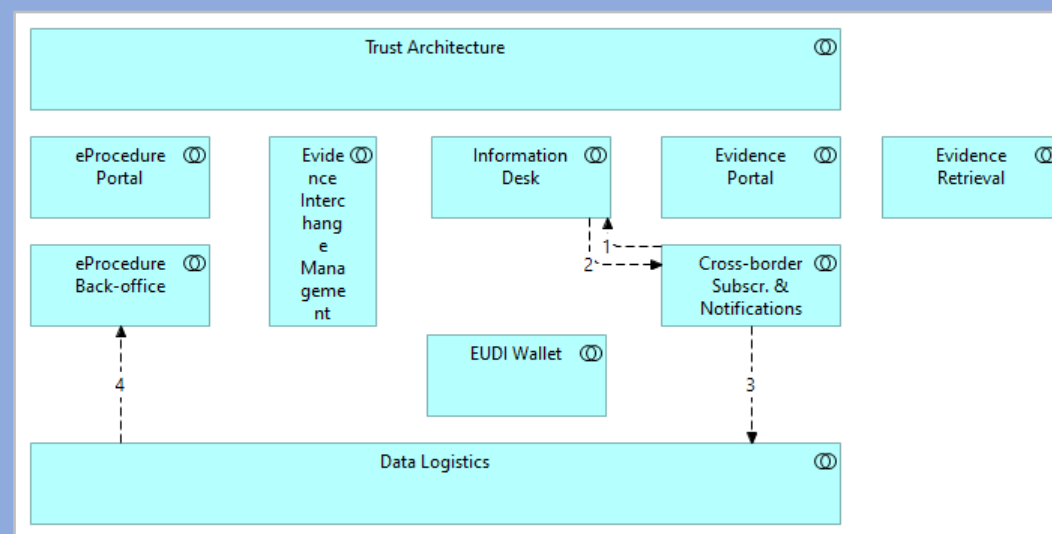 Trust Architecture
eProcedure
Portal
Evide
nce
Interc
hang
e
Mana
geme
nt
Information
Desk
Evidence
Portal
Evidence
Retrieval
1
2
eProcedure
Back-office
Cross-border
Subscr. &
Notifications
EUDI Wallet
4
3
Data Logistics